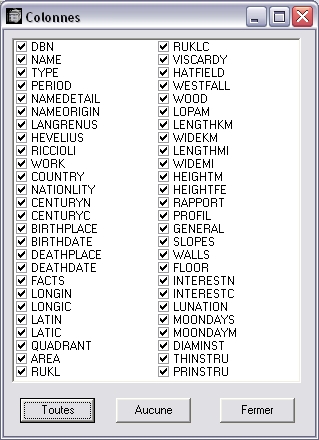 Colonnes
DBN
NAME
TYPE
PERIOD
NAMEDETAIL
NAMEORIGIN
LANGRENUS
HEVELIUS
RICCIOLI
WORK
COUNTRY
NATIONLITY
CENTURYN
CENTURYC
BIRTHPLACE
BIRTHDATE
DEATHPLACE
DEATHDATE
FACTS
LONGIN
LONGIC
LATIN
LATIC
QUADRANT
AREA
RUKL
RUKLC
VISCARDY
HATFIELD
WESTFALL
WOOD
LOPAM
LENGTHKM
WIDEKM
LENGTHMI
WIDEMI
HEIGHTM
HEIGHTFE
RAPPORT
PROFIL
GENERAL
SLOPES
WALLS
FLOOR
INTERESTN
INTERESTC
LUNATION
MOONDAYS
MOONDAYM
DIAMINST
THINSTRU
PRINSTRU
Toutes
Aucune
Fermer